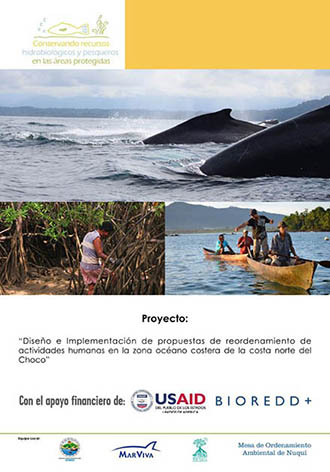 Conservando recursos
hidrobiológicos y pesqueros
en las áreas protegidas
Proyecto:
"Diseño e Implementación de propuestas de reordenamiento de
actividades humanas en la zona océano costera de la costa norte del
Choco"
Con el apoyo financiero de:
USAID
DEL PUEBLO DE LOS ESTADOS
UNIDOS DE AMÉRICA
BIOREDD+
MARVIVA
Mesa de Ordenamiento
Ambiental de Nuquí